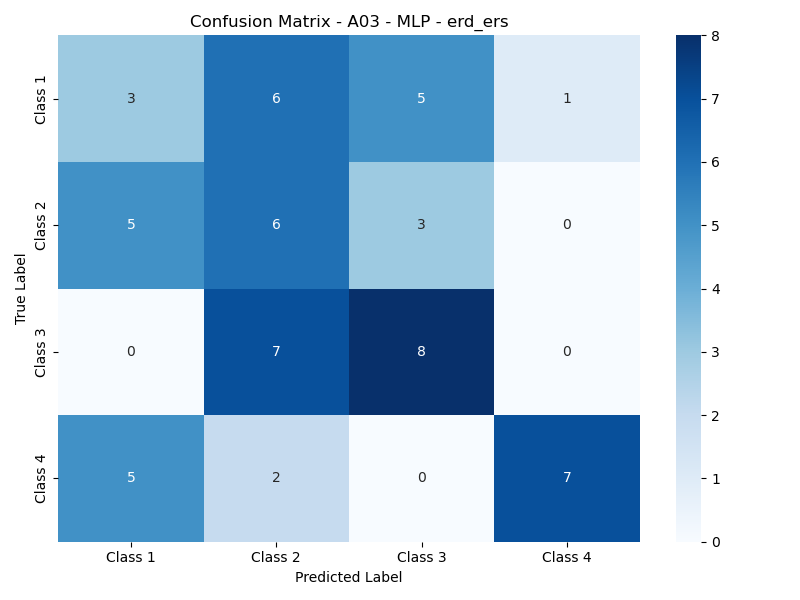 Confusion Matrix - A03 - MLP - erd_ers
True Label
Class 1
3 6 5 1
Class 2
5 6 3 0
Class 3
0 7 8 0
Class 4
5 2 0 7
Class 1 Class 2 Class 3 Class 4
Predicted Label
8
7
6
5
4
3
2
1
0